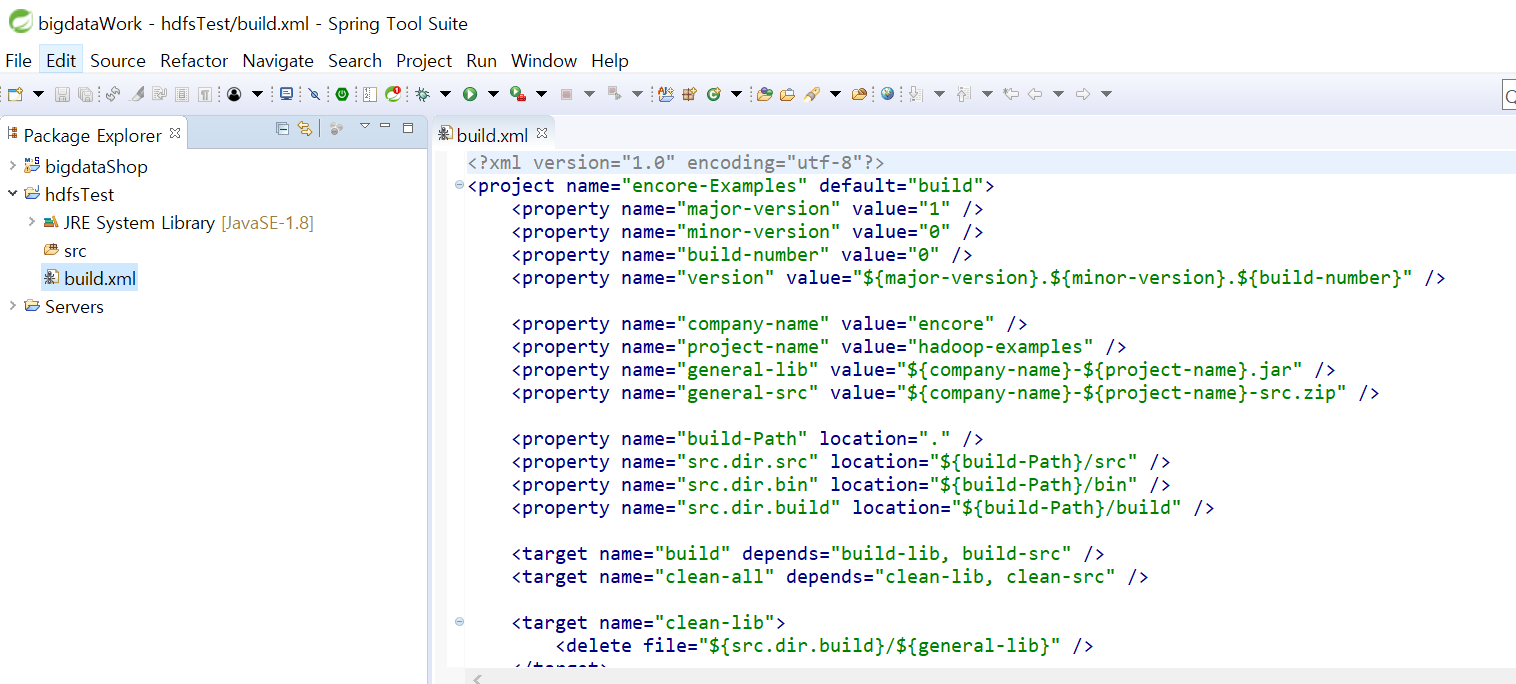 bigdataWork - hdfsTest/build.xml - Spring Tool Suite
File Edit Source Refactor Navigate Search Project Run Window Help
Package Explorer
bigdataShop
hdfsTest
JRE System Library [JavaSE-1.8]
src
build.xml
Servers
build.xml
<?xml version="1.0" encoding="utf-8"?>
<project name="encore-Examples" default="build">
<property name="major-version" value="1" />
<property name="minor-version" value="0" />
<property name="build-number" value="0" />
<property name="version" value="${major-version}.${minor-version}.${build-number}" />
<property name="company-name" value="encore" />
<property name="project-name" value="hadoop-examples" />
<property name="general-lib" value="${company-name}-${project-name}.jar" />
<property name="general-src" value="${company-name}-${project-name}-src.zip" />
<property name="build-Path" location="." />
<property name="src.dir.src" location="${build-Path}/src" />
<property name="src.dir.bin" location="${build-Path}/bin" />
<property name="src.dir.build" location="${build-Path}/build" />
<target name="build" depends="build-lib, build-src" />
<target name="clean-all" depends="clean-lib, clean-src" />
<target name="clean-lib">
<delete file="${src.dir.build}/${general-lib}" />